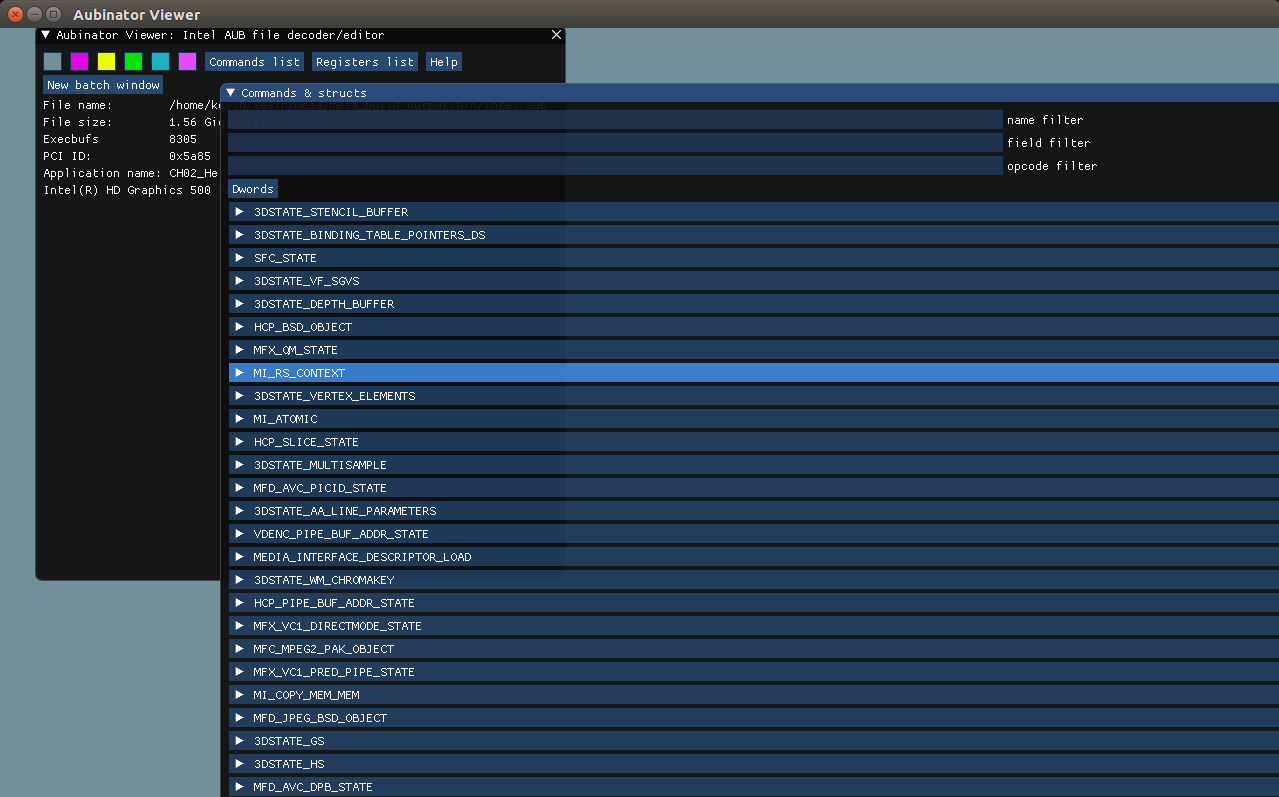 Aubinator Viewer
Aubinator Viewer: Intel AUB file decoder/editor
Commands list Registers list Help
New batch window
File name: /home/ke
File size: 1.56 Gi
Execbufs 8305
PCI ID: 0x5a85
Application name: CH02_He
Intel(R) HD Graphics 500
Commands & structs
name filter
field filter
opcode filter
Dwords
3DSTATE_STENCIL_BUFFER
3DSTATE_BINDING_TABLE_POINTERS_DS
SFC_STATE
3DSTATE_VF_SGVS
3DSTATE_DEPTH_BUFFER
HCP_BSD_OBJECT
MFX_QM_STATE
MI_RS_CONTEXT
3DSTATE_VERTEX_ELEMENTS
MI_ATOMIC
HCP_SLICE_STATE
3DSTATE_MULTISAMPLE
MFD_AVC_PICID_STATE
3DSTATE_AA_LINE_PARAMETERS
VDENC_PIPE_BUF_ADDR_STATE
MEDIA_INTERFACE_DESCRIPTOR_LOAD
3DSTATE_WM_CHROMAKEY
HCP_PIPE_BUF_ADDR_STATE
MFX_VC1_DIRECTMODE_STATE
MFC_MPEG2_PAK_OBJECT
MFX_VC1_PRED_PIPE_STATE
MI_COPY_MEM_MEM
MFD_JPEG_BSD_OBJECT
3DSTATE_GS
3DSTATE_HS
MFD_AVC_DPB_STATE